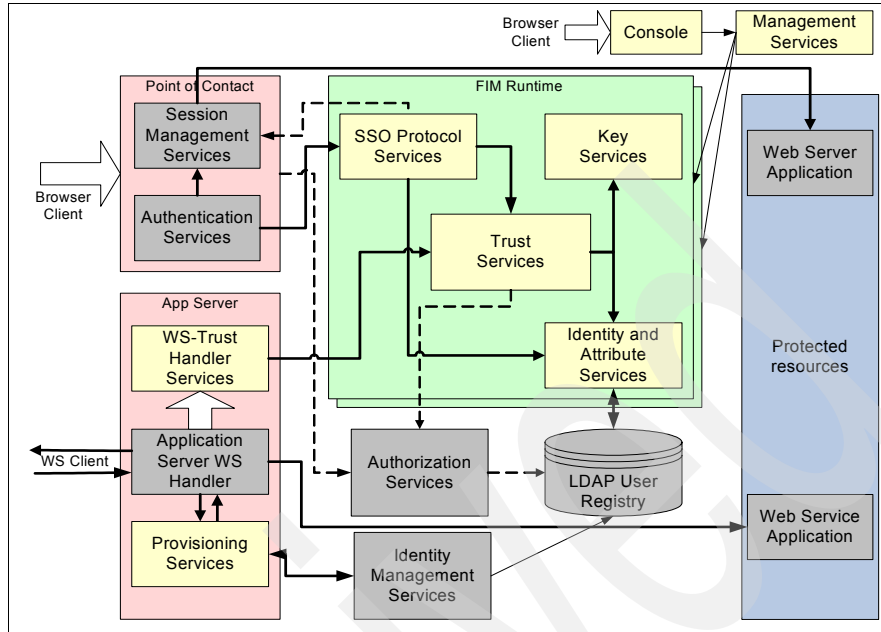 Browser
Client
Console
Management
Services
Point of Contact
Session
Management
Services
Authentication
Services
Browser
Client
FIM Runtime
SSO Protocol
Services
Key
Services
Trust
Services
Identity and
Attribute
Services
Web Server
Application
Protected
resources
Web Service
Application
App Server
WS-Trust
Handler
Services
Application
Server WS
Handler
WS Client
Provisioning
Services
Authorization
Services
LDAP User
Registry
Identity
Management
Services